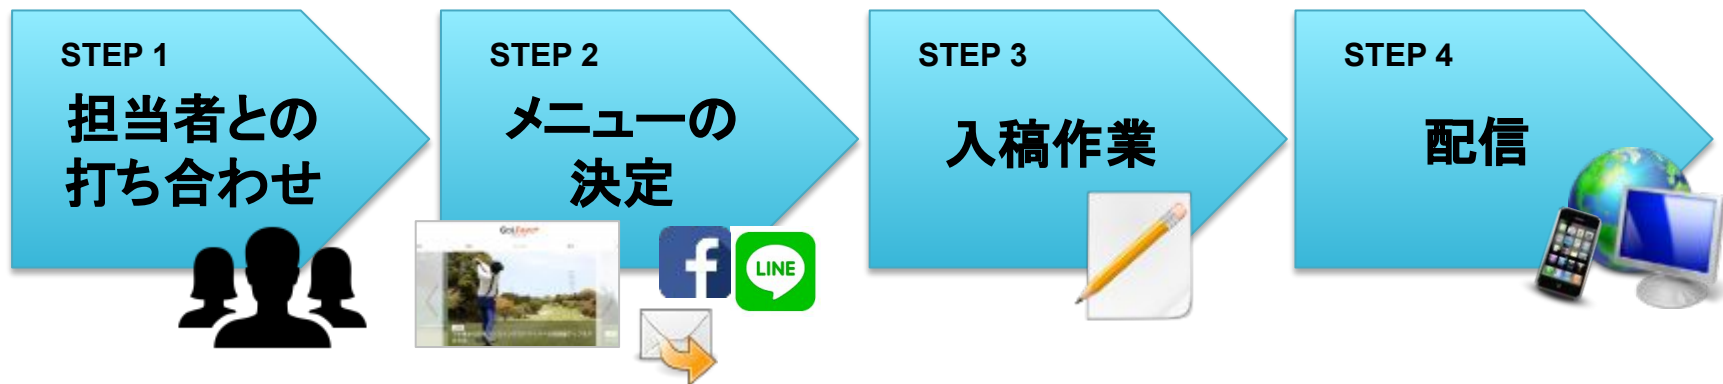 STEP 1
担当者との
打ち合わせ
STEP 2
メニューの
決定
LINE
STEP 3
入稿作業
STEP 4
配信